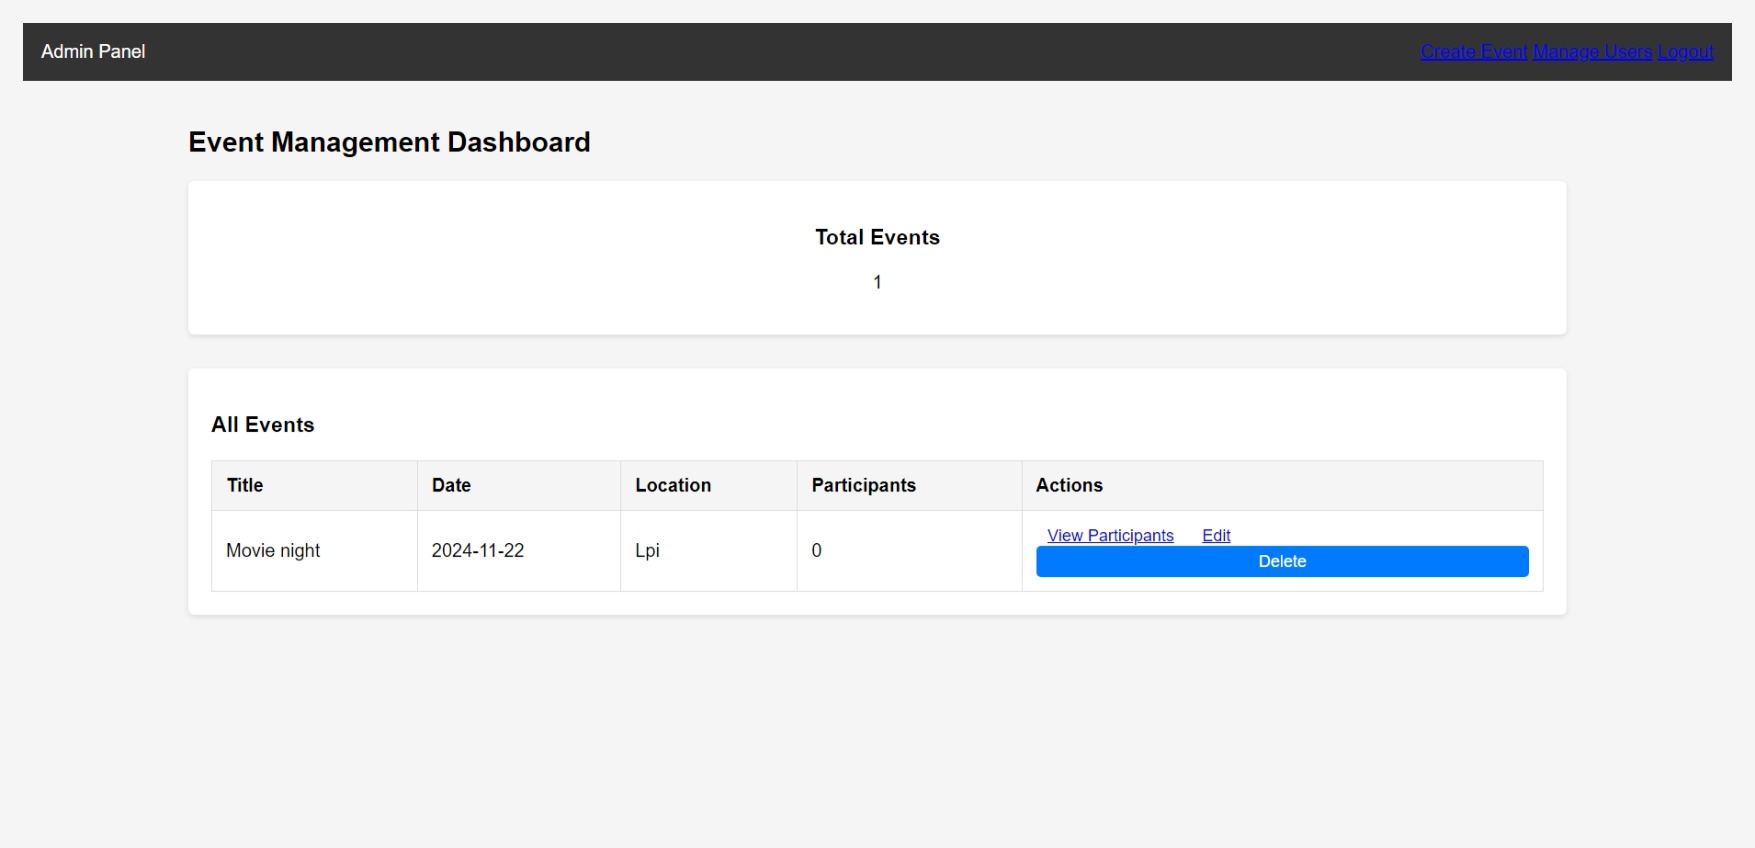 Admin Panel Create Event Manage Users Logout
Event Management Dashboard
Total Events
1
All Events
Title Date Location Participants Actions
Movie night 2024-11-22 Lpi 0 View Participants Edit
Delete